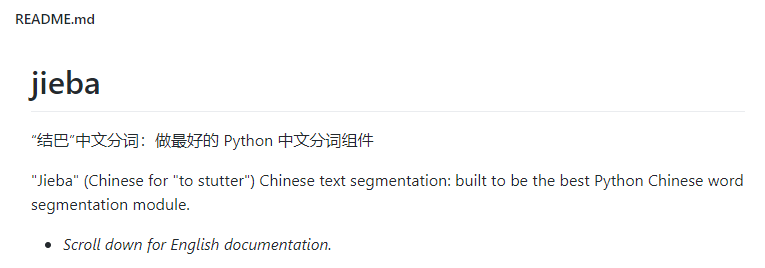 README.md
jieba
“结巴”中文分词：做最好的 Python 中文分词组件
"Jieba" (Chinese for "to stutter") Chinese text segmentation: built to be the best Python Chinese word
segmentation module.
• Scroll down for English documentation.